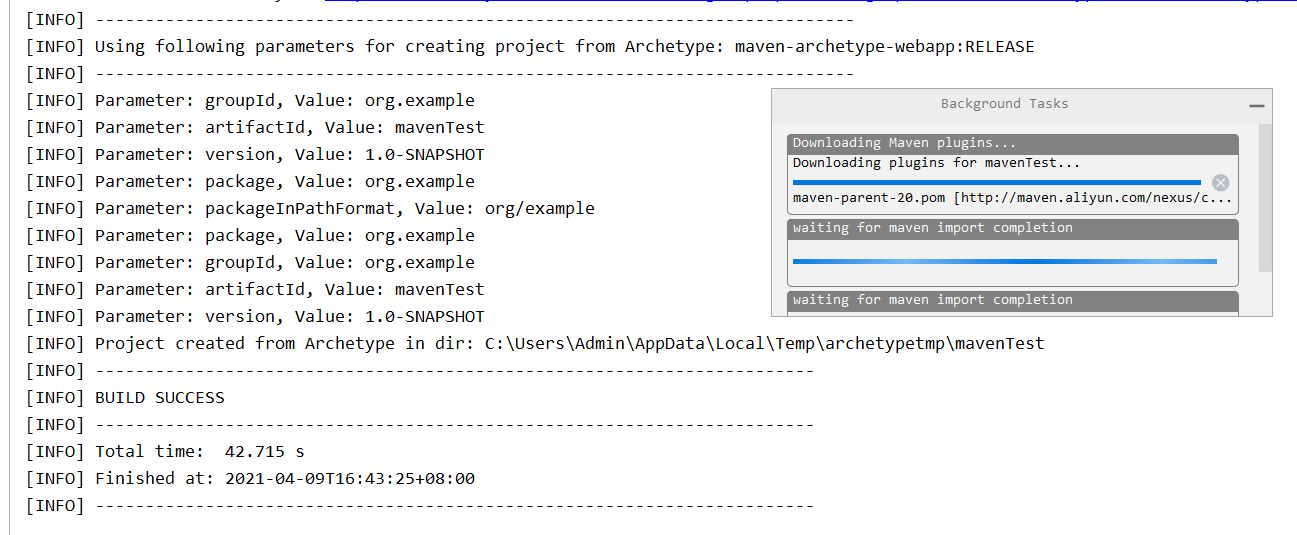 [INFO] ----------------------------------------------------------------------------
[INFO] Using following parameters for creating project from Archetype: maven-archetype-webapp:RELEASE
[INFO] ----------------------------------------------------------------------------
[INFO] Parameter: groupId, Value: org.example
[INFO] Parameter: artifactId, Value: mavenTest
[INFO] Parameter: version, Value: 1.0-SNAPSHOT
[INFO] Parameter: package, Value: org.example
[INFO] Parameter: packageInPathFormat, Value: org/example
[INFO] Parameter: package, Value: org.example
[INFO] Parameter: groupId, Value: org.example
[INFO] Parameter: artifactId, Value: mavenTest
[INFO] Parameter: version, Value: 1.0-SNAPSHOT
[INFO] Project created from Archetype in dir: C:\Users\Admin\AppData\Local\Temp\archetypetmp\mavenTest
[INFO] ------------------------------------------------------------------------
[INFO] BUILD SUCCESS
[INFO] ------------------------------------------------------------------------
[INFO] Total time:  42.715 s
[INFO] Finished at: 2021-04-09T16:43:25+08:00
[INFO] ------------------------------------------------------------------------
Background Tasks
Downloading Maven plugins...
Downloading plugins for mavenTest...
maven-parent-20.pom [http://maven.aliyun.com/nexus/c...
waiting for maven import completion
waiting for maven import completion